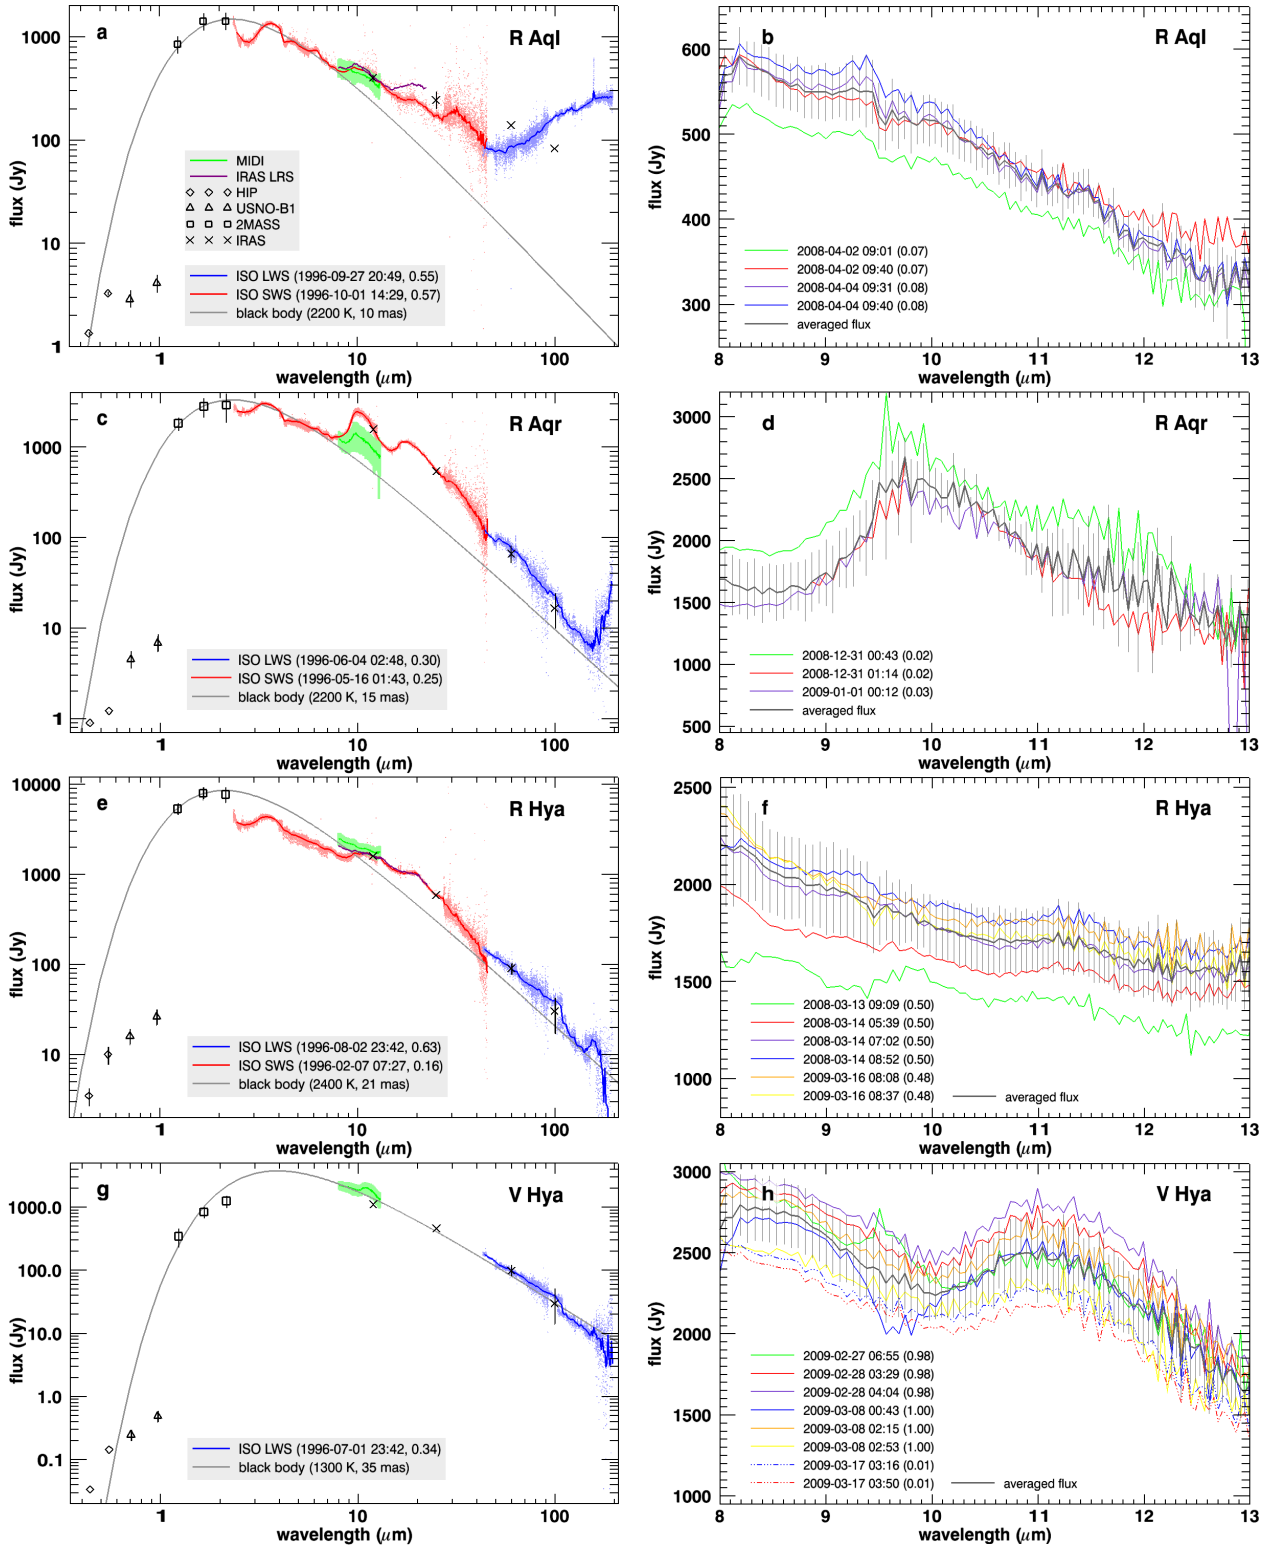 a
R Aql
1000
100
10
1
flux (Jy)
MIDI
IRAS LRS
HIP
USNO-B1
2MASS
IRAS
ISO LWS (1996-09-27 20:49, 0.55)
ISO SWS (1996-10-01 14:29, 0.57)
black body (2200 K, 10 mas)
1 10 100
wavelength (μm)
b
R Aql
600
500
400
300
flux (Jy)
2008-04-02 09:01 (0.07)
2008-04-02 09:40 (0.07)
2008-04-04 09:31 (0.08)
2008-04-04 09:40 (0.08)
averaged flux
8 9 10 11 12 13
wavelength (μm)
c
R Aqr
1000
100
10
1
flux (Jy)
ISO LWS (1996-06-04 02:48, 0.30)
ISO SWS (1996-05-16 01:43, 0.25)
black body (2200 K, 15 mas)
1 10 100
wavelength (μm)
d
R Aqr
3000
2500
2000
1500
1000
500
flux (Jy)
2008-12-31 00:43 (0.02)
2008-12-31 01:14 (0.02)
2009-01-01 00:12 (0.03)
averaged flux
8 9 10 11 12 13
wavelength (μm)
e
R Hya
10000
1000
100
10
flux (Jy)
ISO LWS (1996-08-02 23:42, 0.63)
ISO SWS (1996-02-07 07:27, 0.16)
black body (2400 K, 21 mas)
1 10 100
wavelength (μm)
f
R Hya
2500
2000
1500
1000
flux (Jy)
2008-03-13 09:09 (0.50)
2008-03-14 05:39 (0.50)
2008-03-14 07:02 (0.50)
2008-03-14 08:52 (0.50)
2009-03-16 08:08 (0.48)
2009-03-16 08:37 (0.48)
averaged flux
8 9 10 11 12 13
wavelength (μm)
g
V Hya
1000.0
100.0
10.0
1.0
0.1
flux (Jy)
ISO LWS (1996-07-01 23:42, 0.34)
black body (1300 K, 35 mas)
1 10 100
wavelength (μm)
h
V Hya
3000
2500
2000
1500
1000
flux (Jy)
2009-02-27 06:55 (0.98)
2009-02-28 03:29 (0.98)
2009-02-28 04:04 (0.98)
2009-03-08 00:43 (1.00)
2009-03-08 02:15 (1.00)
2009-03-08 02:53 (1.00)
2009-03-17 03:16 (0.01)
2009-03-17 03:50 (0.01)
averaged flux
8 9 10 11 12 13
wavelength (μm)